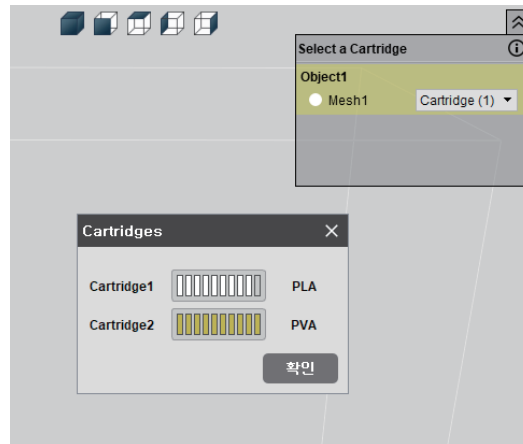 Select a Cartridge
Object1
Mesh1 Cartridge (1)
Cartridges
Cartridge1 PLA
Cartridge2 PVA
확인